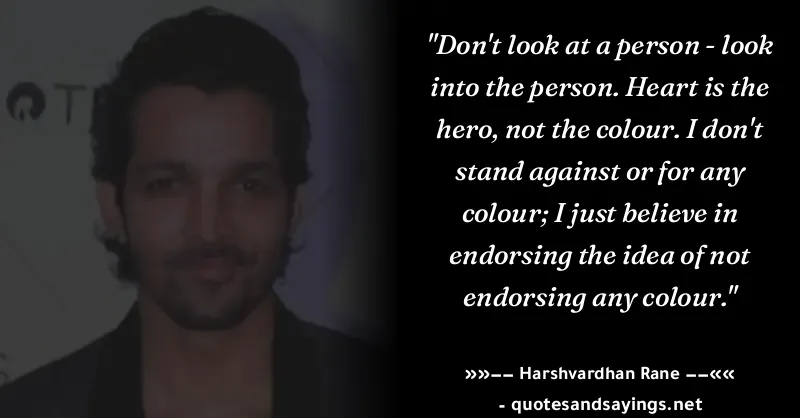 "Don't look at a person - look
into the person. Heart is the
hero, not the colour. I don't
stand against or for any
colour; I just believe in
endorsing the idea of not
endorsing any colour."
»»−− Harshvardhan Rane −−««
- quotesandsayings.net